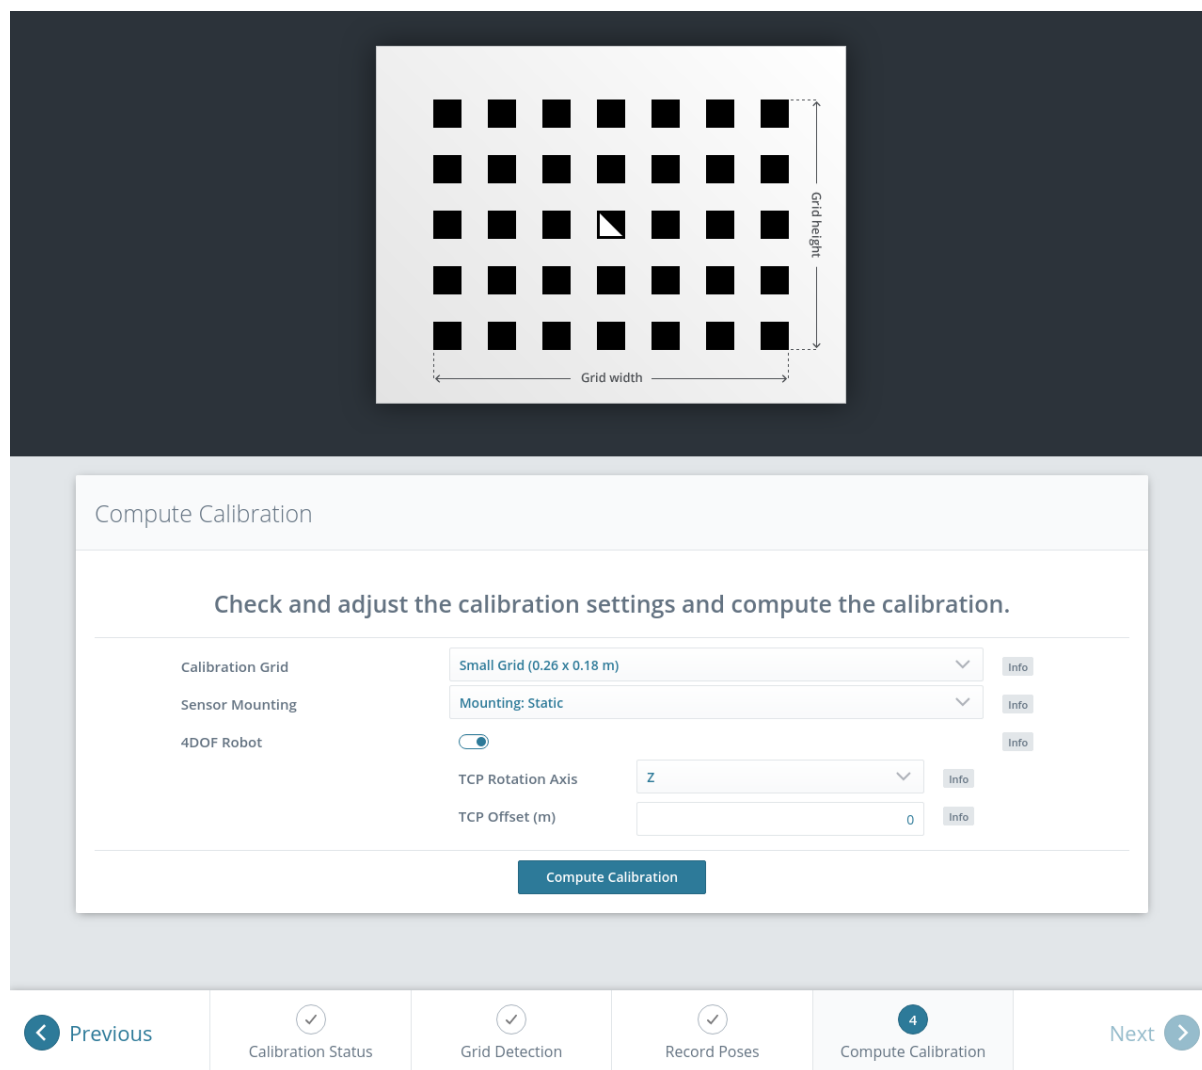 Grid height
Grid width
Compute Calibration
Check and adjust the calibration settings and compute the calibration.
Calibration Grid
Small Grid (0.26 x 0.18 m)
Info
Sensor Mounting
Mounting: Static
Info
4DOF Robot
Info
TCP Rotation Axis
Z
Info
TCP Offset (m)
0
Info
Compute Calibration
Previous
Calibration Status
Grid Detection
Record Poses
4
Compute Calibration
Next